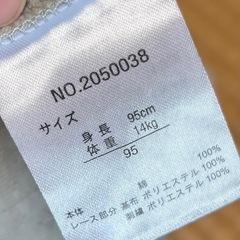 NO.2050038
サイズ
身長 95cm
体重 14kg
95
本体 綿 100%
レース部分 基布 ポリエステル 100%
刺繍 ポリエステル 100%